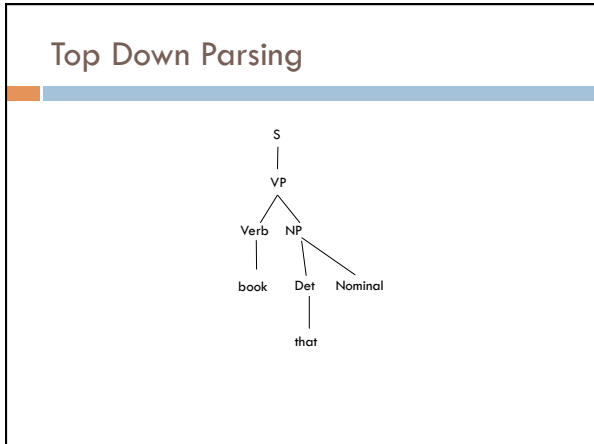 Top Down Parsing
S
VP
Verb NP
book Det Nominal
that